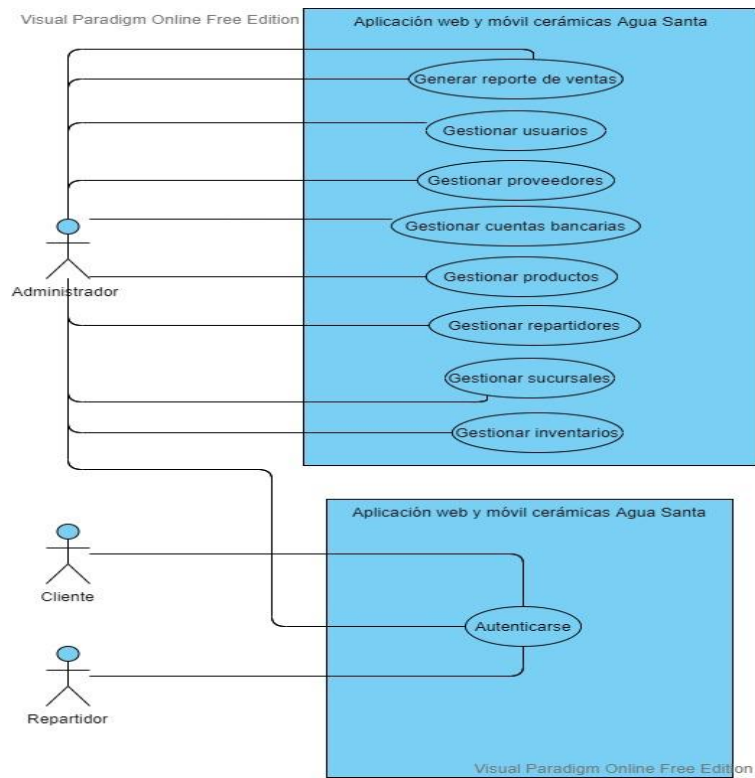 Visual Paradigm Online Free Edition
Aplicación web y móvil cerámicas Agua Santa
Generar reporte de ventas
Gestionar usuarios
Gestionar proveedores
Gestionar cuentas bancarias
Administrador
Gestionar productos
Gestionar repartidores
Gestionar sucursales
Gestionar inventarios
Aplicación web y móvil cerámicas Agua Santa
Cliente
Autenticarse
Repartidor
Visual Paradigm Online Free Edition